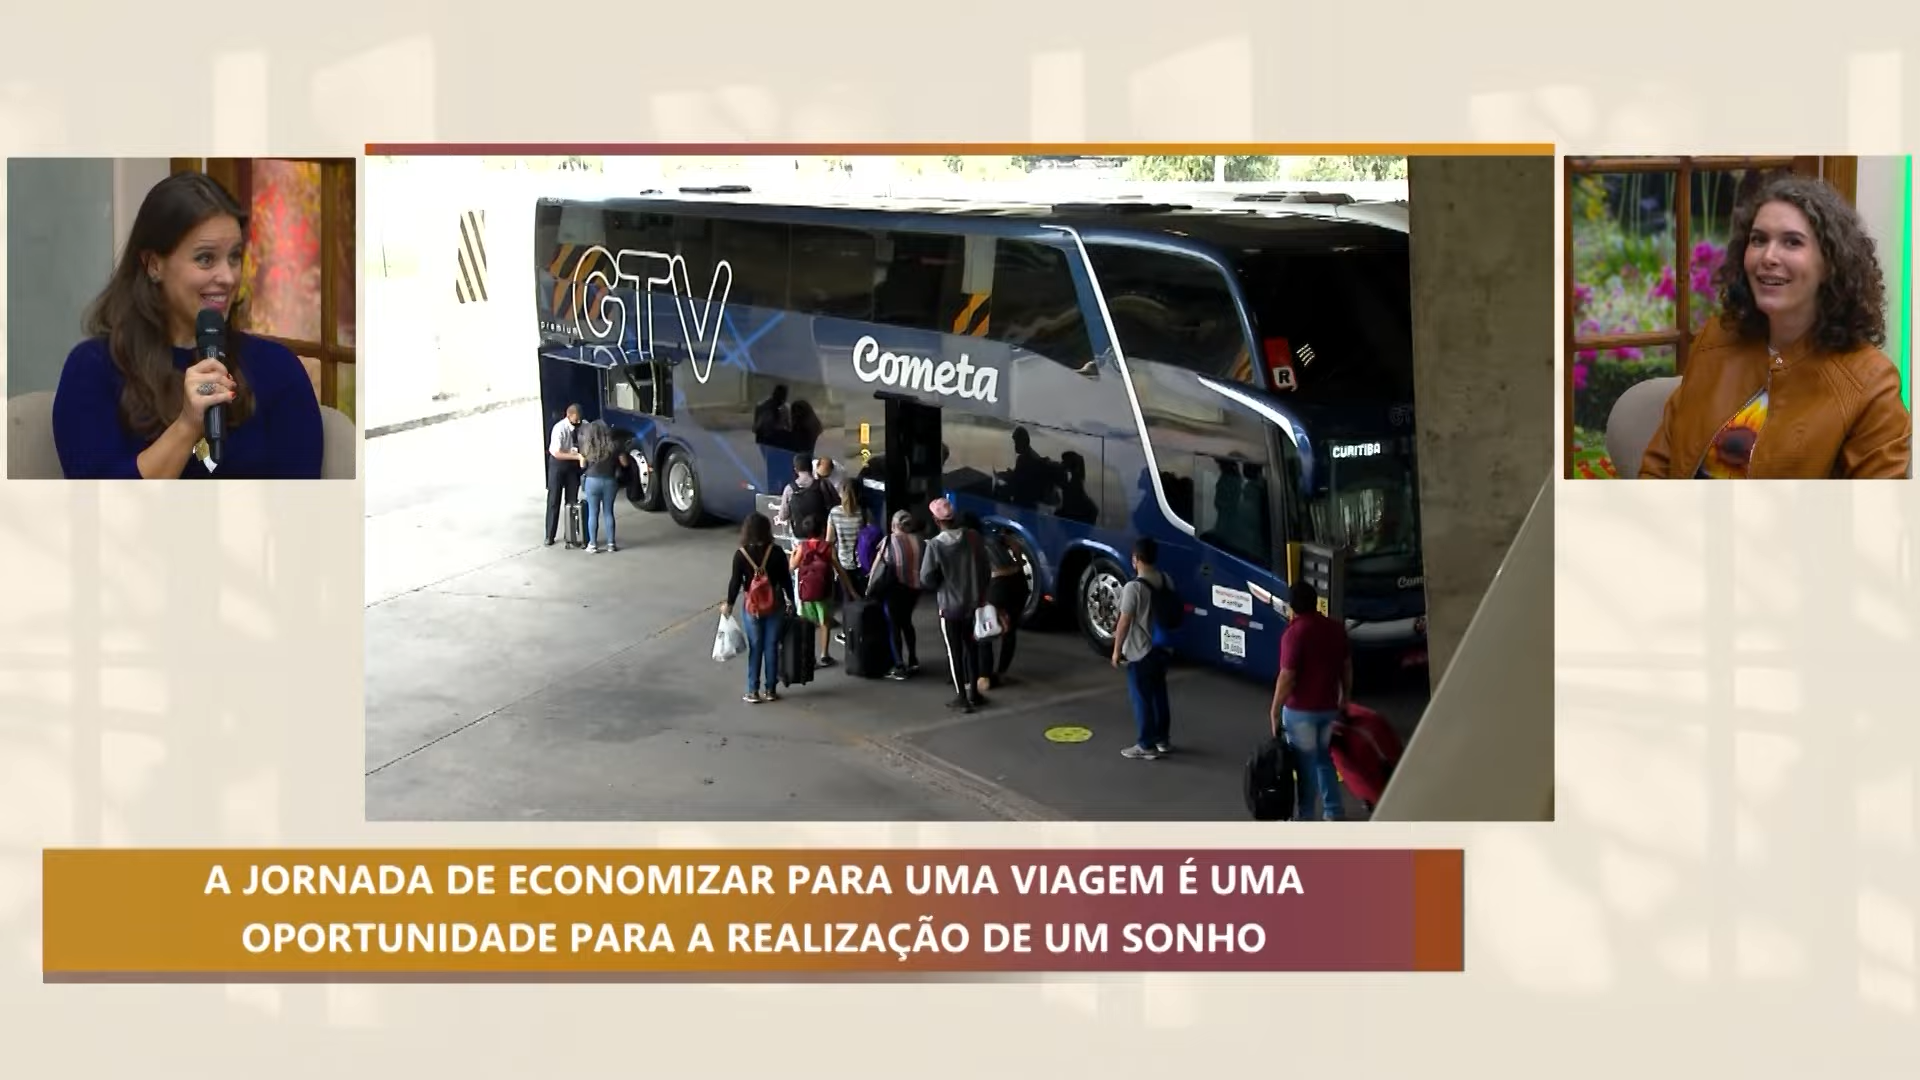 GTV
premium
Cometa
R
CURITIBA
A JORNADA DE ECONOMIZAR PARA UMA VIAGEM É UMA
OPORTUNIDADE PARA A REALIZAÇÃO DE UM SONHO